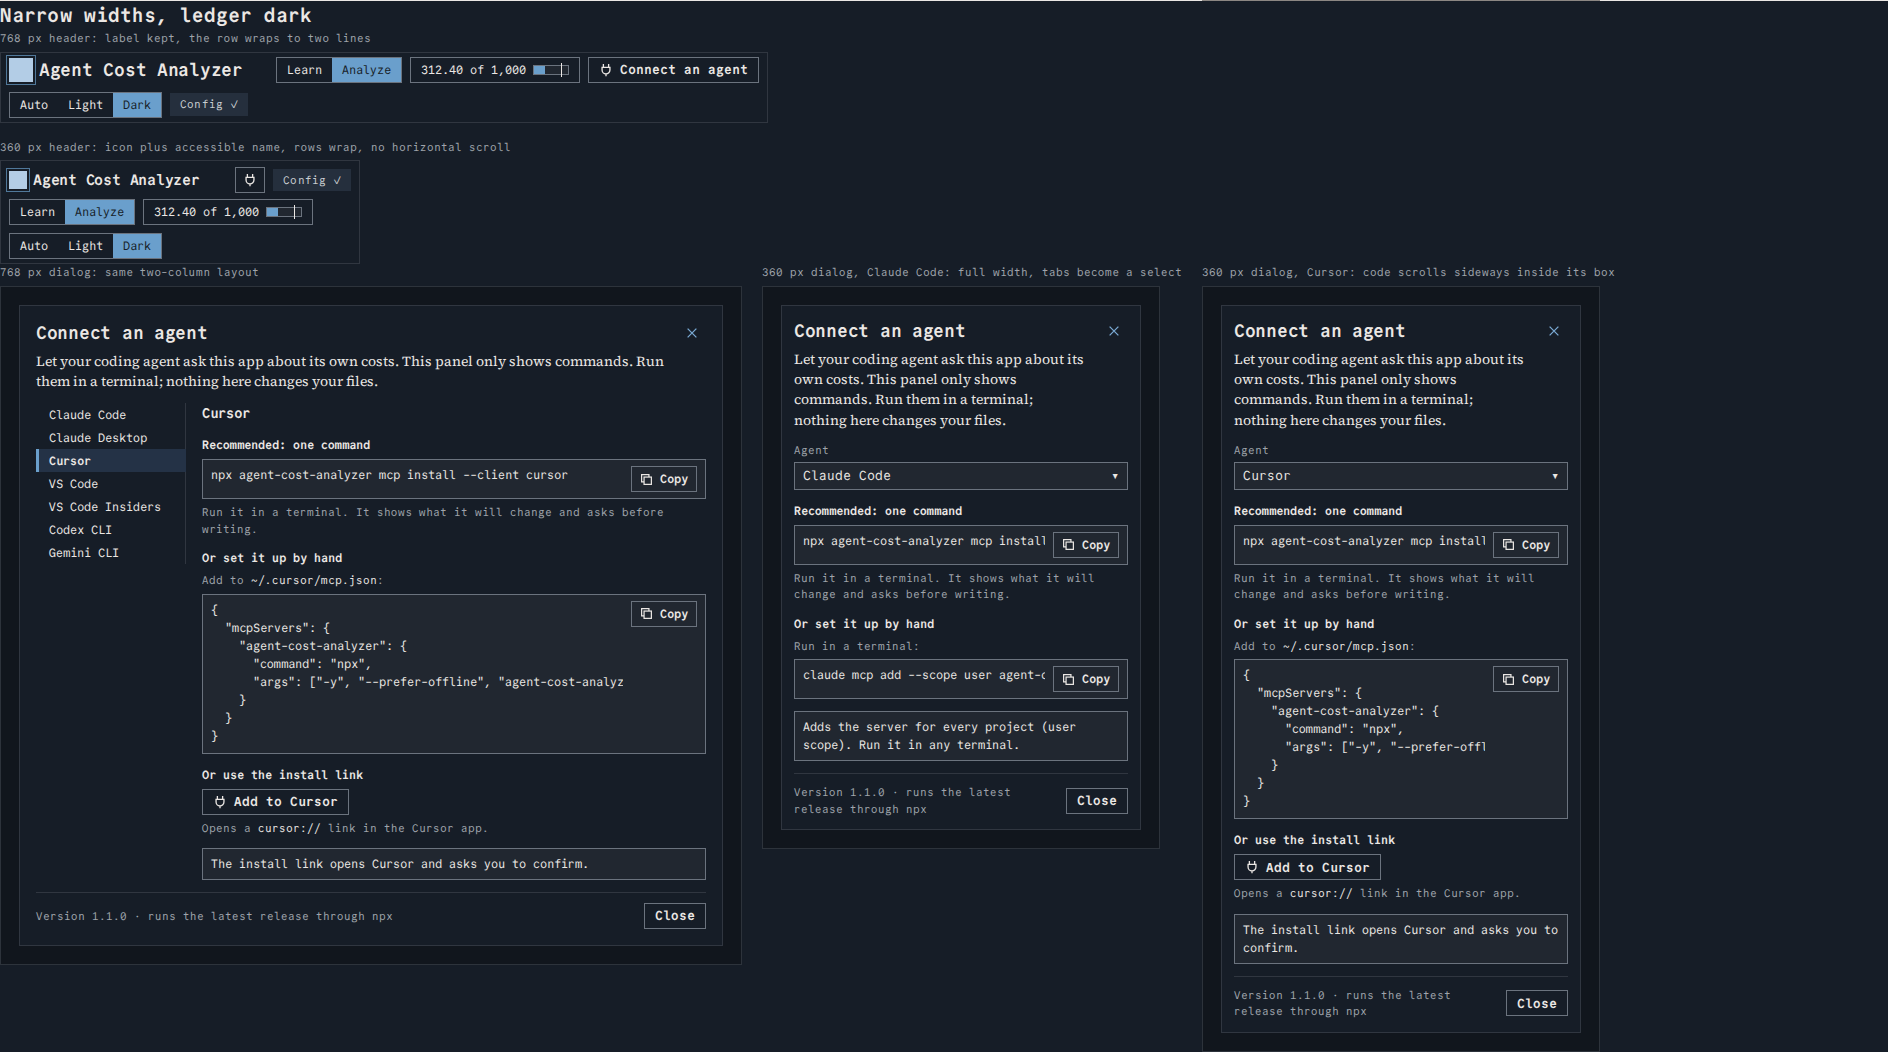 Narrow widths, ledger dark
768 px header: label kept, the row wraps to two lines
Agent Cost Analyzer
Learn Analyze
312.40 of 1,000
Connect an agent
Auto Light Dark
Config ✓
360 px header: icon plus accessible name, rows wrap, no horizontal scroll
Agent Cost Analyzer
Config ✓
Learn Analyze
312.40 of 1,000
Auto Light Dark
768 px dialog: same two-column layout
Connect an agent
Let your coding agent ask this app about its own costs. This panel only shows commands. Run
them in a terminal; nothing here changes your files.
Claude Code
Claude Desktop
Cursor
VS Code
VS Code Insiders
Codex CLI
Gemini CLI
Cursor
Recommended: one command
npx agent-cost-analyzer mcp install --client cursor
Copy
Run it in a terminal. It shows what it will change and asks before
writing.
Or set it up by hand
Add to ~/.cursor/mcp.json:
Copy
{
"mcpServers": {
"agent-cost-analyzer": {
"command": "npx",
"args": ["-y", "--prefer-offline", "agent-cost-analyz
}
}
}
Or use the install link
Add to Cursor
Opens a cursor:// link in the Cursor app.
The install link opens Cursor and asks you to confirm.
Version 1.1.0 · runs the latest release through npx
Close
360 px dialog, Claude Code: full width, tabs become a select
Connect an agent
Let your coding agent ask this app about its
own costs. This panel only shows
commands. Run them in a terminal;
nothing here changes your files.
Agent
Claude Code
Recommended: one command
npx agent-cost-analyzer mcp install
Copy
Run it in a terminal. It shows what it will
change and asks before writing.
Or set it up by hand
Run in a terminal:
claude mcp add --scope user agent-c
Copy
Adds the server for every project (user
scope). Run it in any terminal.
Version 1.1.0 · runs the latest
release through npx
Close
360 px dialog, Cursor: code scrolls sideways inside its box
Connect an agent
Let your coding agent ask this app about its
own costs. This panel only shows
commands. Run them in a terminal;
nothing here changes your files.
Agent
Cursor
Recommended: one command
npx agent-cost-analyzer mcp install
Copy
Run it in a terminal. It shows what it will
change and asks before writing.
Or set it up by hand
Add to ~/.cursor/mcp.json:
Copy
{
"mcpServers": {
"agent-cost-analyzer": {
"command": "npx",
"args": ["-y", "--prefer-offl
}
}
}
Or use the install link
Add to Cursor
Opens a cursor:// link in the Cursor app.
The install link opens Cursor and asks you to
confirm.
Version 1.1.0 · runs the latest
release through npx
Close